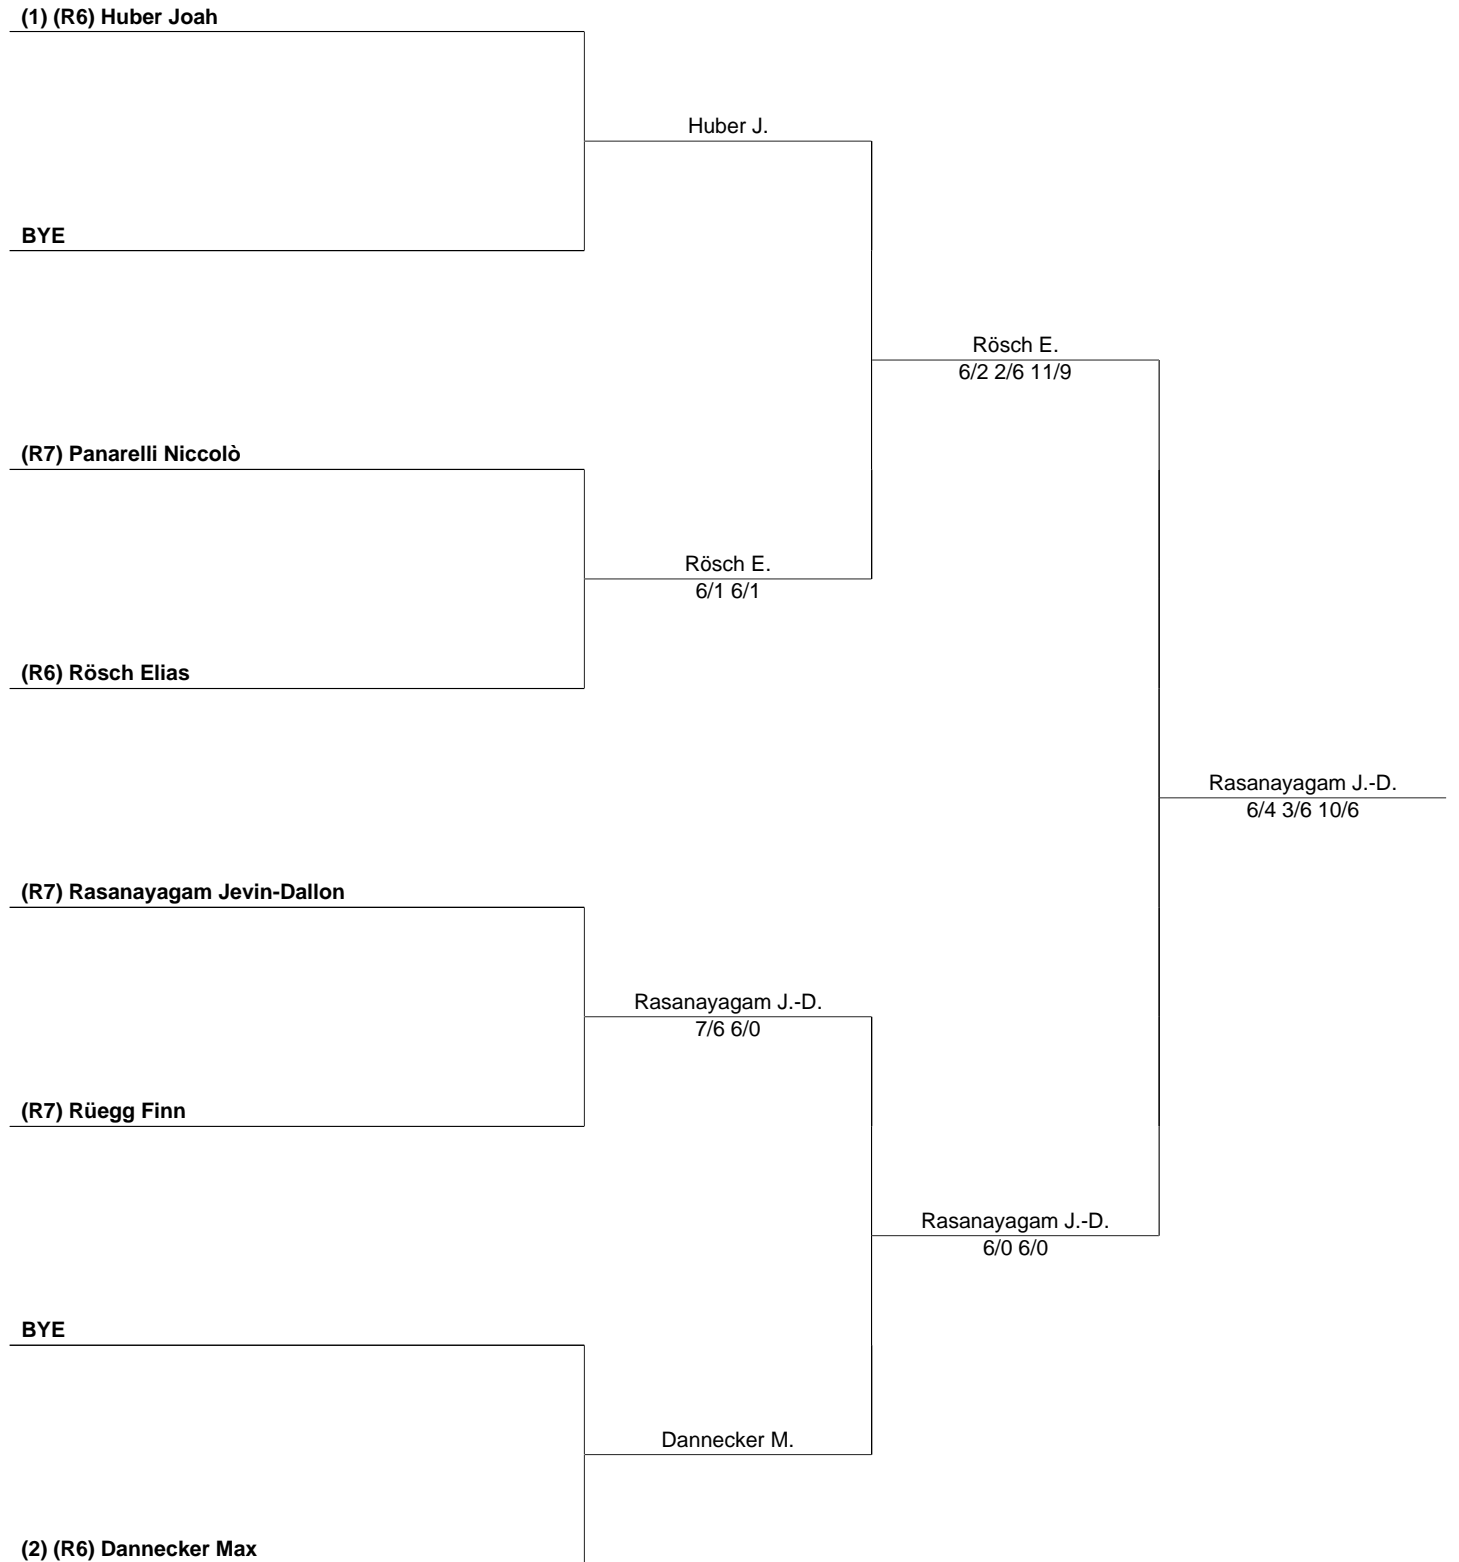 (1) (R6) Huber Joah
Huber J.
BYE
Rösch E.
6/2 2/6 11/9
(R7) Panarelli Niccolò
Rösch E.
6/1 6/1
(R6) Rösch Elias
Rasanayagam J.-D.
6/4 3/6 10/6
(R7) Rasanayagam Jevin-Dallon
Rasanayagam J.-D.
7/6 6/0
(R7) Rüegg Finn
Rasanayagam J.-D.
6/0 6/0
BYE
Dannecker M.
(2) (R6) Dannecker Max